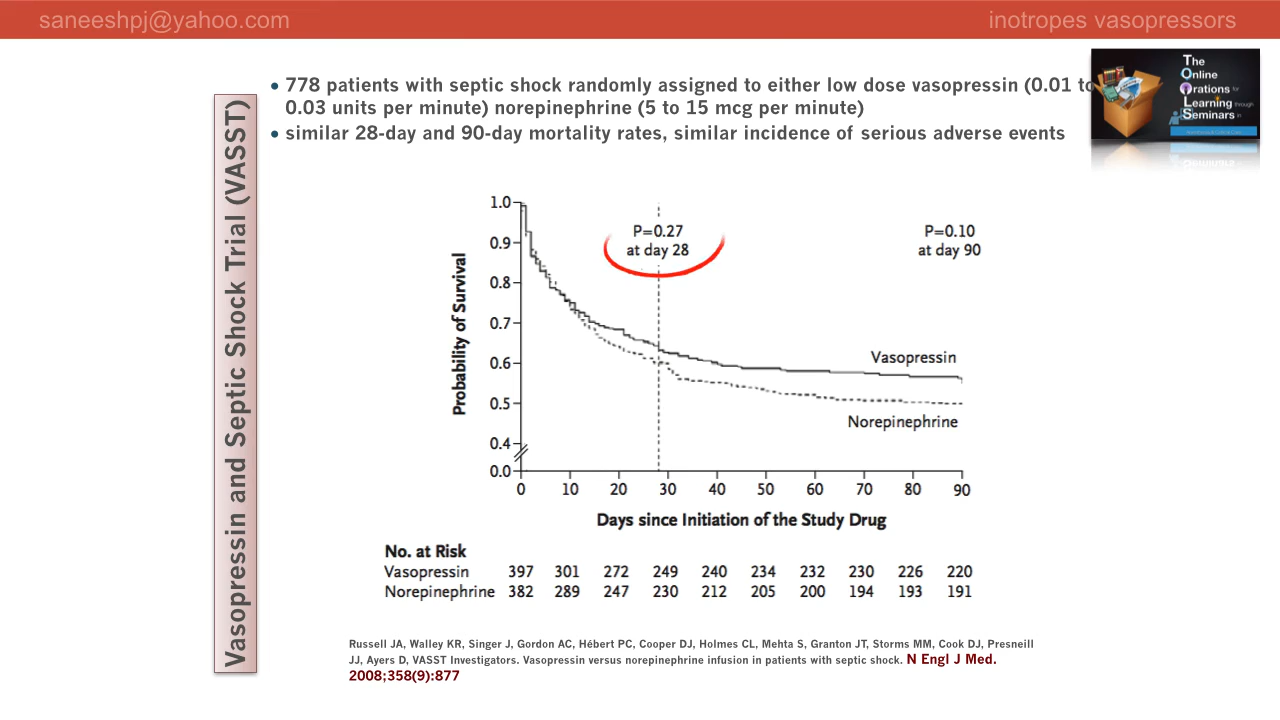 saneeshpj@yahoo.com
inotropes vasopressors
Vasopressin and Septic Shock Trial (VASST)
• 778 patients with septic shock randomly assigned to either low dose vasopressin (0.01 to
0.03 units per minute) norepinephrine (5 to 15 mcg per minute)
• similar 28-day and 90-day mortality rates, similar incidence of serious adverse events
The
Online
Orations for
Learning through
Seminars in
1.0
0.9
0.8
0.7
0.6
0.5
0.4
0.0
Probability of Survival
P=0.27
at day 28
P=0.10
at day 90
Vasopressin
Norepinephrine
0 10 20 30 40 50 60 70 80 90
Days since Initiation of the Study Drug
No. at Risk
Vasopressin 397 301 272 249 240 234 232 230 226 220
Norepinephrine 382 289 247 230 212 205 200 194 193 191
Russell JA, Walley KR, Singer J, Gordon AC, Hébert PC, Cooper DJ, Holmes CL, Mehta S, Granton JT, Storms MM, Cook DJ, Presneill
JJ, Ayers D, VASST Investigators. Vasopressin versus norepinephrine infusion in patients with septic shock. N Engl J Med.
2008;358(9):877